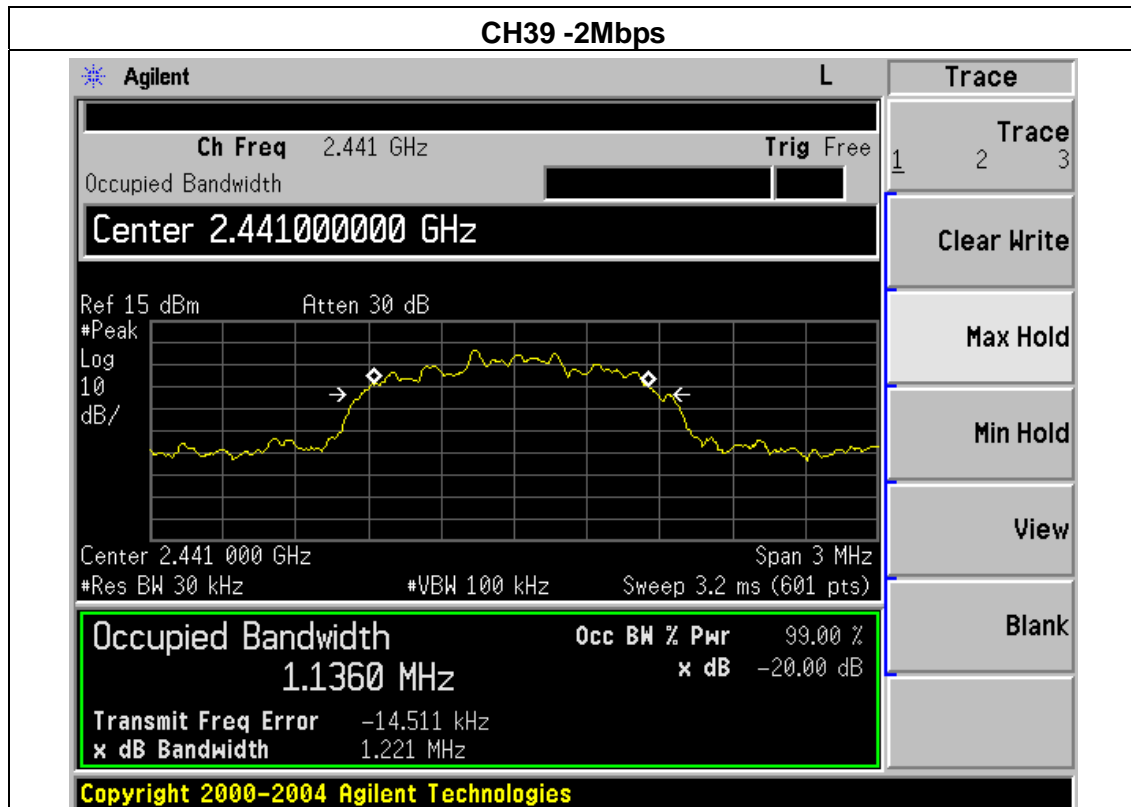 CH39 -2Mbps
Agilent L Trace
Ch Freq 2.441 GHz Trig Free
Occupied Bandwidth
Center 2.441000000 GHz
Ref 15 dBm Atten 30 dB
#Peak
Log
10
dB/
Center 2.441 000 GHz Span 3 MHz
#Res BW 30 kHz #VBW 100 kHz Sweep 3.2 ms (601 pts)
Occupied Bandwidth Occ BW % Pwr 99.00 %
1.1360 MHz x dB -20.00 dB
Transmit Freq Error -14.511 kHz
x dB Bandwidth 1.221 MHz
Trace
1 2 3
Clear Write
Max Hold
Min Hold
View
Blank
Copyright 2000-2004 Agilent Technologies